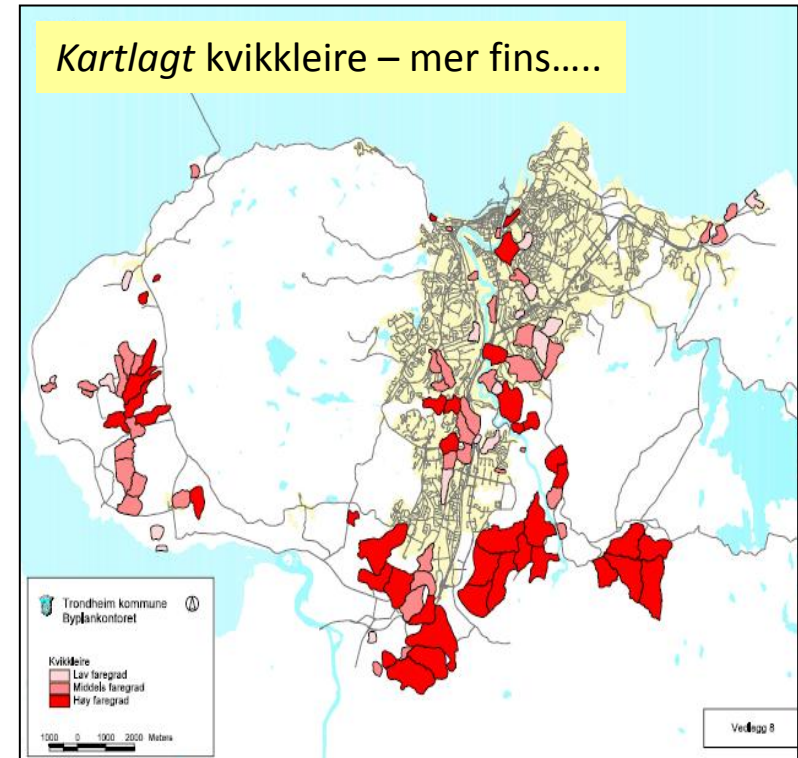 Kartlagt kvikkleire – mer fins.....
Trondheim kommune
Byplankontoret
Kvikkleire
Lav faregrad
Middels faregrad
Høy faregrad
1000 0 1000 2000 Meters
Vedlegg 8